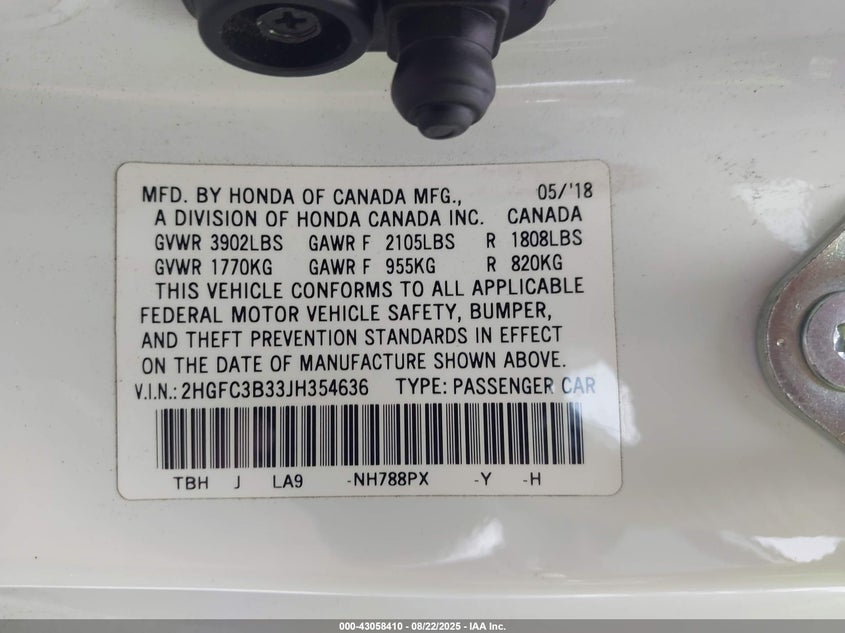 MFD. BY HONDA OF CANADA MFG., 05/'18
A DIVISION OF HONDA CANADA INC. CANADA
GVWR 3902LBS GAWR F 2105LBS R 1808LBS
GVWR 1770KG GAWR F 955KG R 820KG
THIS VEHICLE CONFORMS TO ALL APPLICABLE
FEDERAL MOTOR VEHICLE SAFETY, BUMPER,
AND THEFT PREVENTION STANDARDS IN EFFECT
ON THE DATE OF MANUFACTURE SHOWN ABOVE.
V.I.N.: 2HGFC3B33JH354636 TYPE: PASSENGER CAR
TBH J LA9 -NH788PX -Y -H
000-43058410 - 08/22/2025 - IAA Inc.